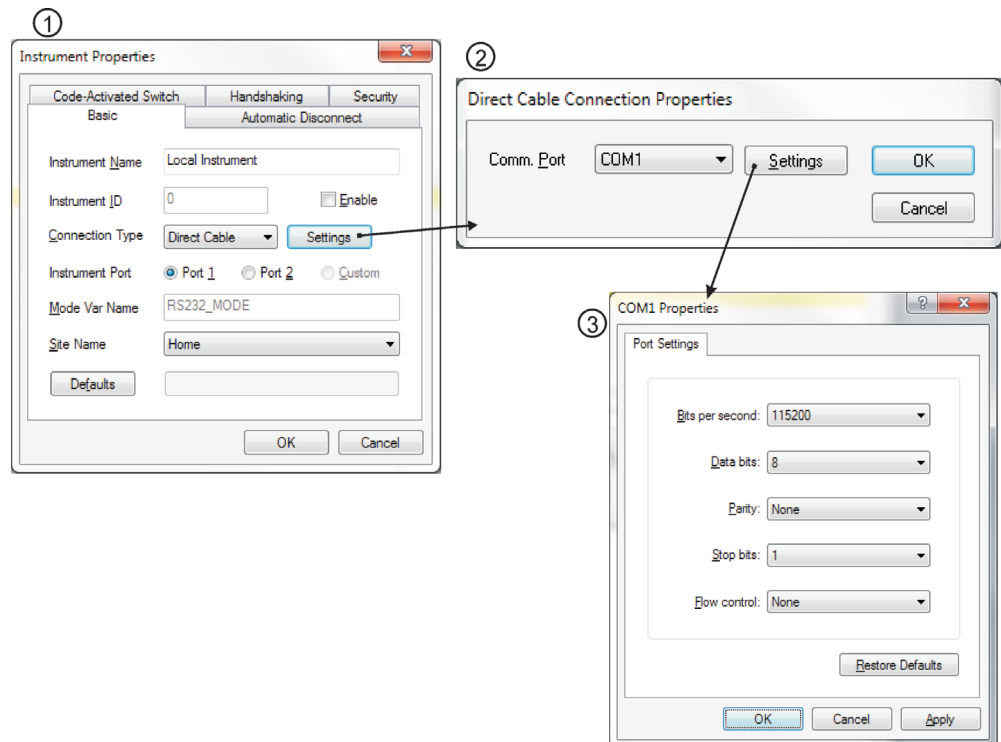 1
Instrument Properties
Code-Activated Switch Handshaking Security
Basic Automatic Disconnect
Instrument Name Local Instrument
Instrument ID 0 Enable
Connection Type Direct Cable Settings
Instrument Port Port 1 Port 2 Custom
Mode Var Name RS232_MODE
Site Name Home
Defaults
OK Cancel
2
Direct Cable Connection Properties
Comm. Port COM1 Settings OK
Cancel
3
COM1 Properties ?
Port Settings
Bits per second: 115200
Data bits: 8
Parity: None
Stop bits: 1
Flow control: None
Restore Defaults
OK Cancel Apply